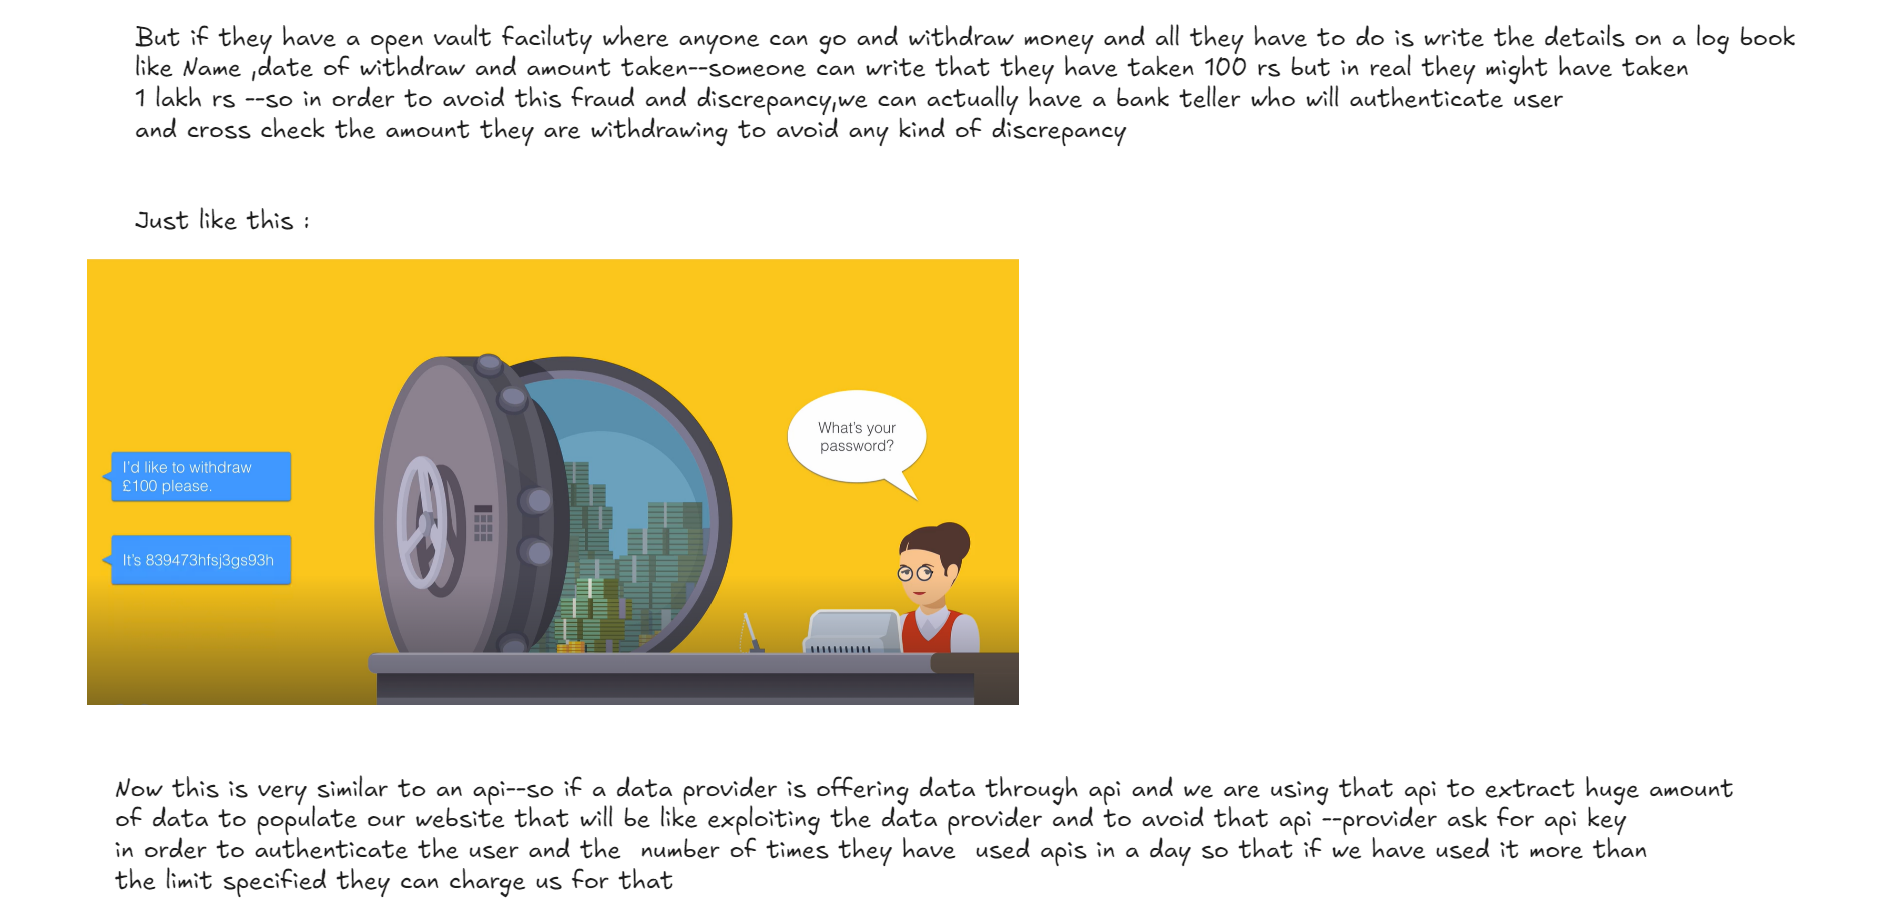 But if they have a open vault faciluty where anyone can go and withdraw money and all they have to do is write the details on a log book
like Name ,date of withdraw and amount taken--someone can write that they have taken 100 rs but in real they might have taken
1 lakh rs --so in order to avoid this fraud and discrepancy,we can actually have a bank teller who will authenticate user
and cross check the amount they are withdrawing to avoid any kind of discrepancy
Just like this :
What's your
password?
I'd like to withdraw
£100 please.
It's 839473hfsj3gs93h
Now this is very similar to an api--so if a data provider is offering data through api and we are using that api to extract huge amount
of data to populate our website that will be like exploiting the data provider and to avoid that api --provider ask for api key
in order to authenticate the user and the  number of times they have  used apis in a day so that if we have used it more than
the limit specified they can charge us for that